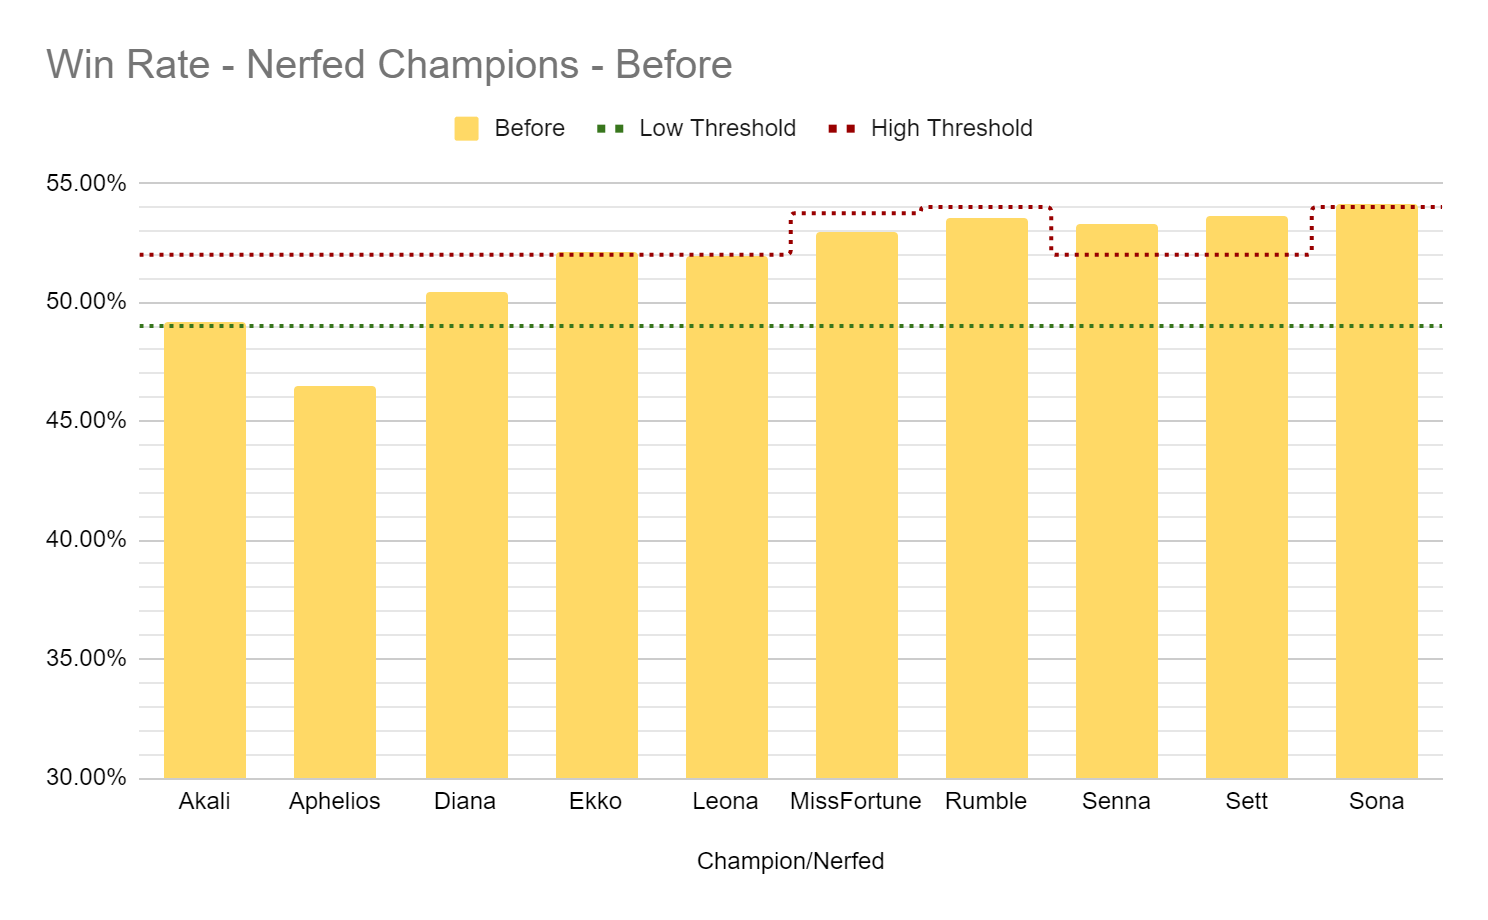 Win Rate - Nerfed Champions - Before
Before Low Threshold High Threshold
55.00%
50.00%
45.00%
40.00%
35.00%
30.00%
Akali Aphelios Diana Ekko Leona MissFortune Rumble Senna Sett Sona
Champion/Nerfed